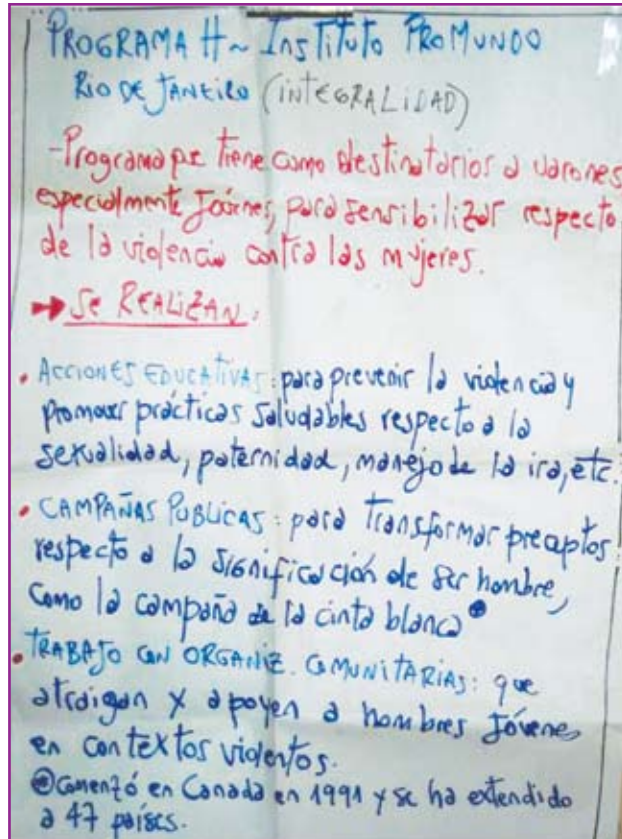 PROGRAMA H ~ INSTITUTO PROMUNDO
RIO DE JANEIRO (INTEGRALIDAD)
-Programa que tiene como destinatarios a varones
especialmente Jóvenes, para sensibilizar respecto
de la violencia contra las mujeres.
→ SE REALIZAN:
• ACCIONES EDUCATIVAS: para prevenir la violencia y
promover prácticas saludables respecto a la
sexualidad, paternidad, manejo de la ira, etc.
• CAMPAÑAS PUBLICAS: para transformar preceptos
respecto a la significación de ser hombre,
como la campaña de la cinta blanca
• TRABAJO CON ORGANIZ. COMUNITARIAS: que
atraigan y apoyen a hombres Jóvenes
en contextos violentos.
Comenzó en Canada en 1991 y se ha extendido
a 47 países.